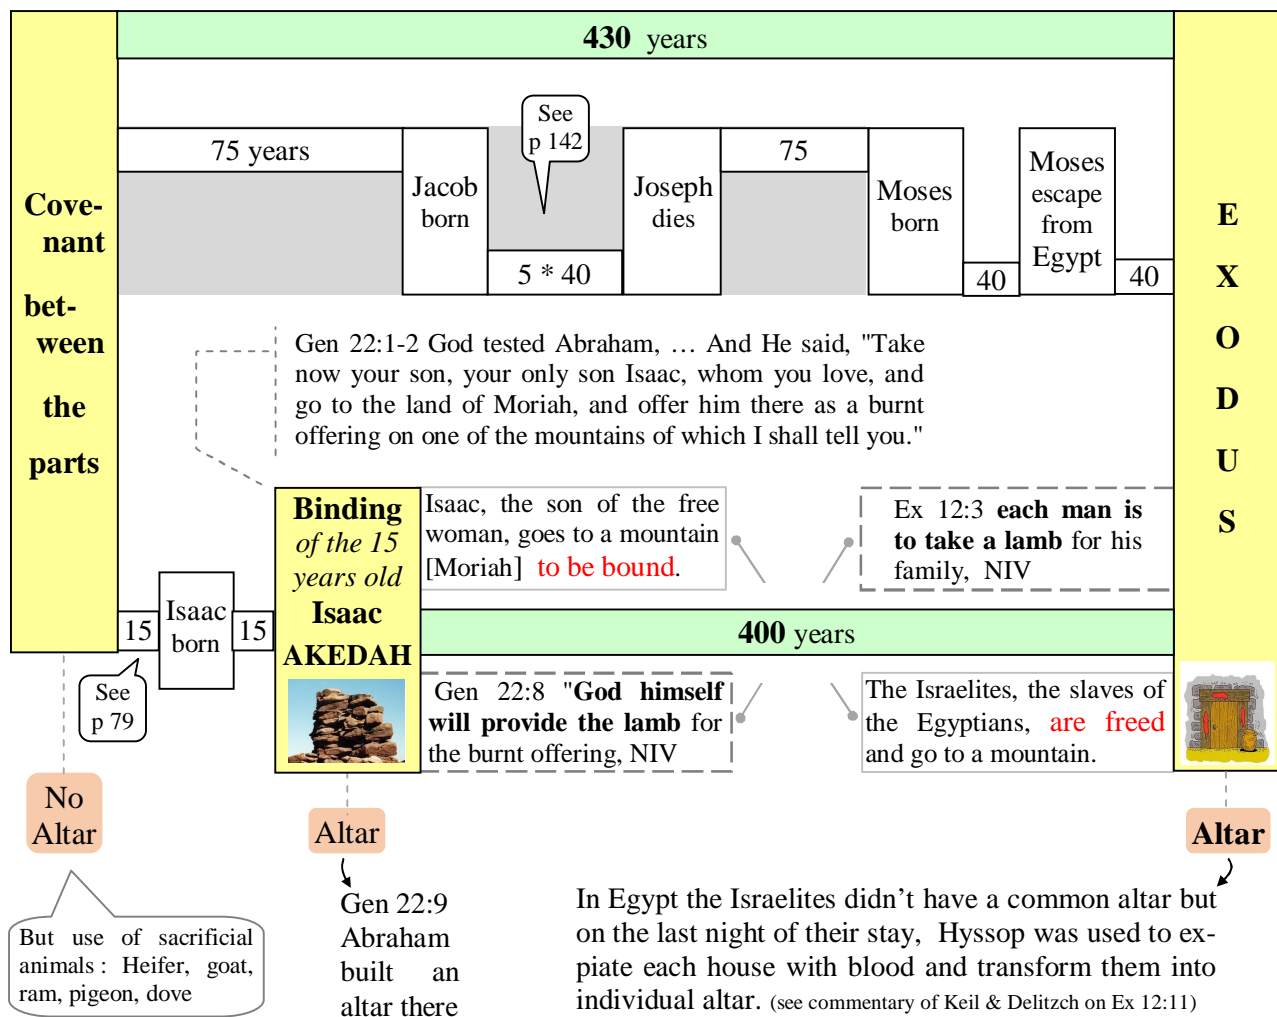 430 years
Cove-
nant
bet-
ween
the
parts
75 years
Jacob
born
See
p 142
5 * 40
Joseph
dies
75
Moses
born
40
Moses
escape
from
Egypt
40
E
X
O
D
U
S
Gen 22:1-2 God tested Abraham, … And He said, "Take
now your son, your only son Isaac, whom you love, and
go to the land of Moriah, and offer him there as a burnt
offering on one of the mountains of which I shall tell you."
15
Isaac
born
15
See
p 79
Binding
of the 15
years old
Isaac
AKEDAH
Isaac, the son of the free
woman, goes to a mountain
[Moriah] to be bound.
Ex 12:3 each man is
to take a lamb for his
family, NIV
400 years
Gen 22:8 "God himself
will provide the lamb for
the burnt offering, NIV
The Israelites, the slaves of
the Egyptians, are freed
and go to a mountain.
No
Altar
Altar
Altar
But use of sacrificial
animals : Heifer, goat,
ram, pigeon, dove
Gen 22:9
Abraham
built an
altar there
In Egypt the Israelites didn’t have a common altar but
on the last night of their stay, Hyssop was used to ex-
piate each house with blood and transform them into
individual altar. (see commentary of Keil & Delitzch on Ex 12:11)